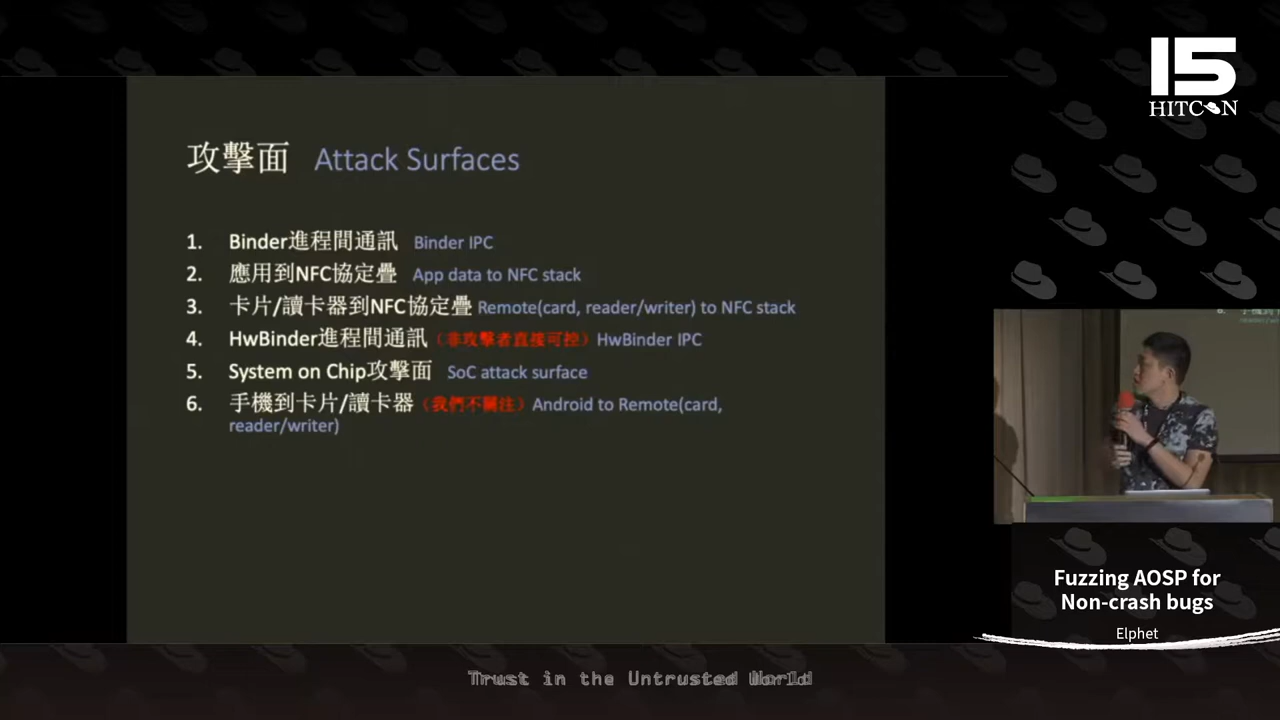 15
HITCON
攻擊面 Attack Surfaces
1. Binder進程間通訊 Binder IPC
2. 應用到NFC協定疊 App data to NFC stack
3. 卡片/讀卡器到NFC協定疊 Remote(card, reader/writer) to NFC stack
4. HwBinder進程間通訊（非攻擊者直接可控）HwBinder IPC
5. System on Chip攻擊面 SoC attack surface
6. 手機到卡片/讀卡器（我們不關注）Android to Remote(card,
reader/writer)
Fuzzing AOSP for
Non-crash bugs
Elphet
Trust in the Untrusted World